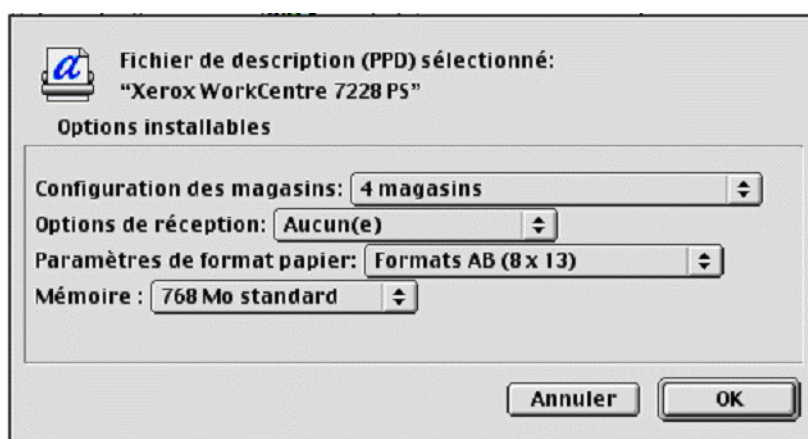 Fichier de description (PPD) sélectionné:
“Xerox WorkCentre 7228 PS”
Options installables
Configuration des magasins: 4 magasins
Options de réception: Aucun(e)
Paramètres de format papier: Formats AB (8 x 13)
Mémoire : 768 Mo standard
Annuler OK